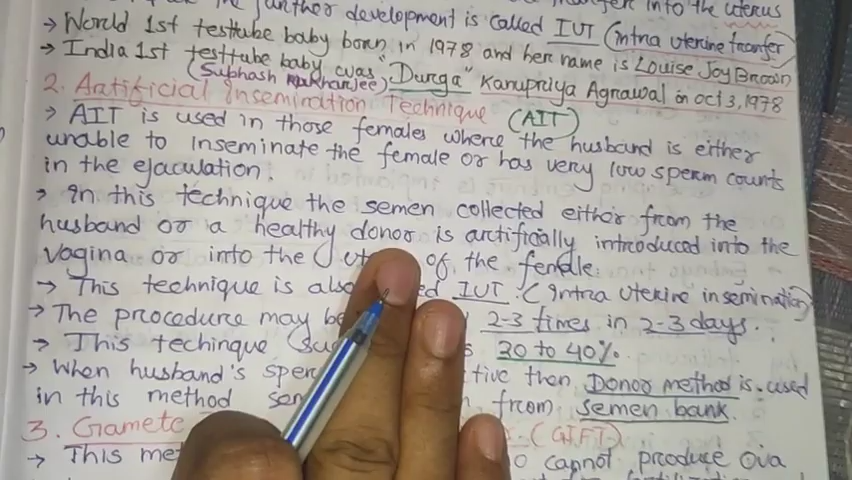 further development is called IUT (intra uterine transfer) into the uterus
→ World 1st testtube baby born in 1978 and her name is Louise Joy Brown
→ India 1st testtube baby was "Durga" Kanupriya Agrawal on oct 3, 1978
(Subhash Mukharjee)
2. Artificial insemination Technique (AIT)
→ AIT is used in those females where the husband is either
unable to inseminate the female or has very low sperm counts
in the ejaculation.
→ In this technique the semen collected either from the
husband or a healthy donor is artificially introduced into the
vagina or into the of the female.
→ This technique is also IUT. (Intra Uterine insemination)
→ The procedure may be 2-3 times in 2-3 days.
→ This techinque 30 to 40%.
→ When husband's then Donor method is used
in this method from semen bank.
3. Gamete (GIFT)
→ This cannot produce ova